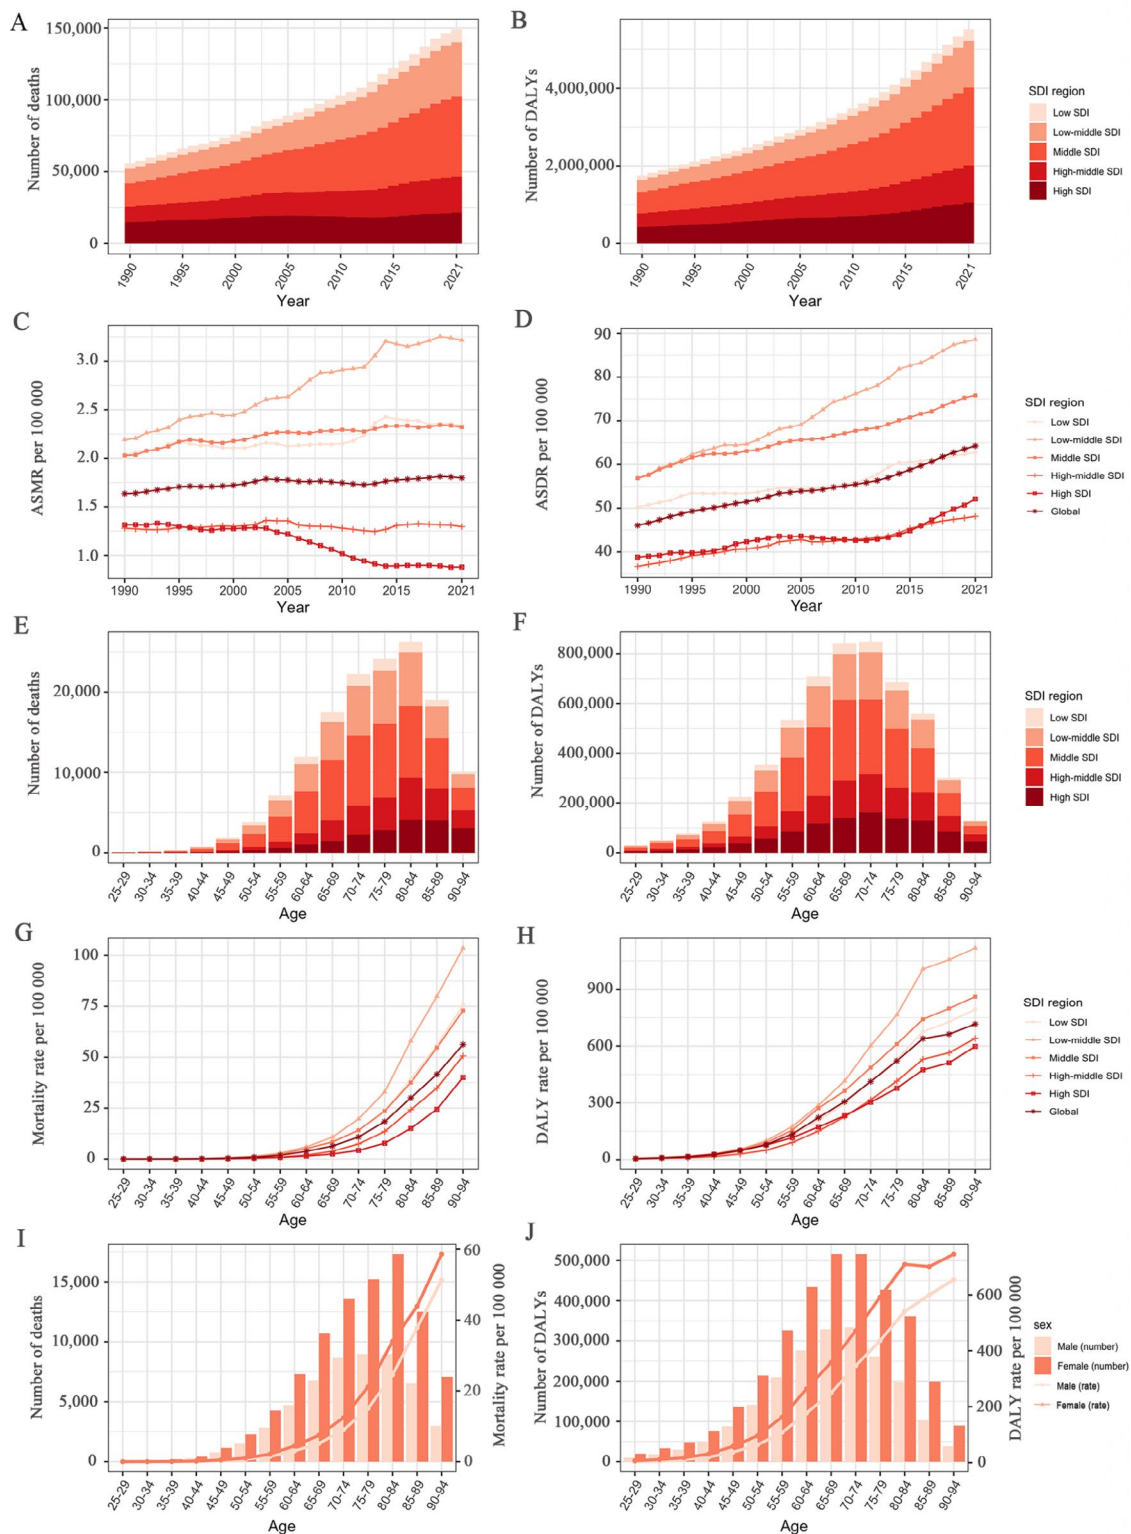 A
Number of deaths
150,000
100,000
50,000
0
1990
1995
2000
2005
2010
2015
2021
Year
B
Number of DALYs
4,000,000
2,000,000
0
1990
1995
2000
2005
2010
2015
2021
Year
SDI region
Low SDI
Low-middle SDI
Middle SDI
High-middle SDI
High SDI
C
ASMR per 100 000
3.0
2.5
2.0
1.5
1.0
1990
1995
2000
2005
2010
2015
2021
Year
D
ASDR per 100 000
90
80
70
60
50
40
1990
1995
2000
2005
2010
2015
2021
Year
SDI region
Low SDI
Low-middle SDI
Middle SDI
High-middle SDI
High SDI
Global
E
Number of deaths
20,000
10,000
0
25-29
30-34
35-39
40-44
45-49
50-54
55-59
60-64
65-69
70-74
75-79
80-84
85-89
90-94
Age
F
Number of DALYs
800,000
600,000
400,000
200,000
0
25-29
30-34
35-39
40-44
45-49
50-54
55-59
60-64
65-69
70-74
75-79
80-84
85-89
90-94
Age
SDI region
Low SDI
Low-middle SDI
Middle SDI
High-middle SDI
High SDI
G
Mortality rate per 100 000
100
75
50
25
0
25-29
30-34
35-39
40-44
45-49
50-54
55-59
60-64
65-69
70-74
75-79
80-84
85-89
90-94
Age
H
DALY rate per 100 000
900
600
300
0
25-29
30-34
35-39
40-44
45-49
50-54
55-59
60-64
65-69
70-74
75-79
80-84
85-89
90-94
Age
SDI region
Low SDI
Low-middle SDI
Middle SDI
High-middle SDI
High SDI
Global
I
Number of deaths
15,000
10,000
5,000
0
60
40
20
0
Mortality rate per 100 000
25-29
30-34
35-39
40-44
45-49
50-54
55-59
60-64
65-69
70-74
75-79
80-84
85-89
90-94
Age
J
Number of DALYs
500,000
400,000
300,000
200,000
100,000
0
600
400
200
0
DALY rate per 100 000
25-29
30-34
35-39
40-44
45-49
50-54
55-59
60-64
65-69
70-74
75-79
80-84
85-89
90-94
Age
sex
Male (number)
Female (number)
Male (rate)
Female (rate)